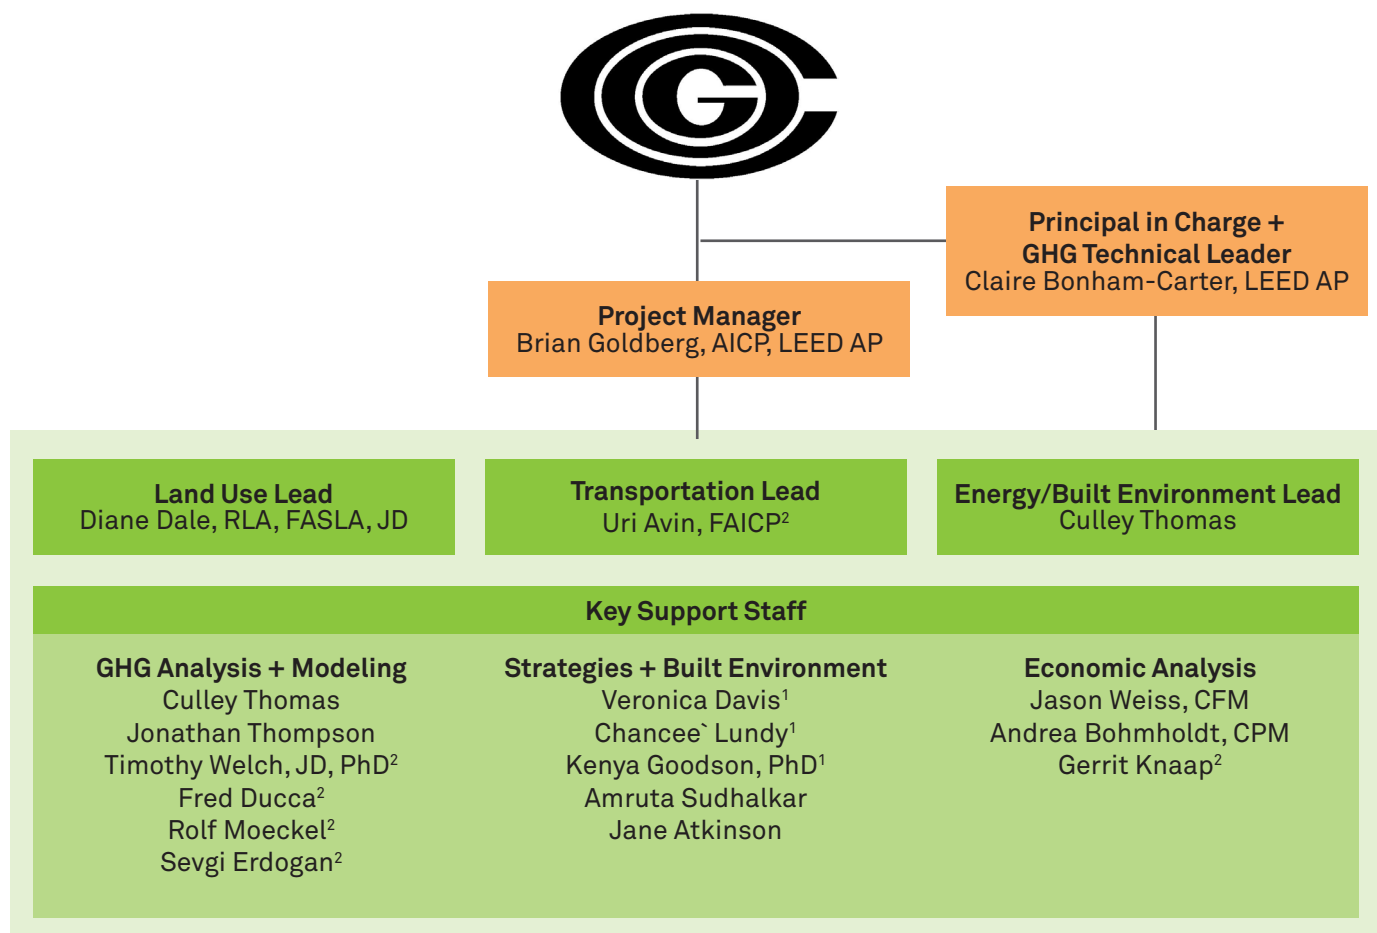 COG
Principal in Charge +
GHG Technical Leader
Claire Bonham-Carter, LEED AP
Project Manager
Brian Goldberg, AICP, LEED AP
Land Use Lead
Diane Dale, RLA, FASLA, JD
Transportation Lead
Uri Avin, FAICP²
Energy/Built Environment Lead
Culley Thomas
Key Support Staff
GHG Analysis + Modeling
Culley Thomas
Jonathan Thompson
Timothy Welch, JD, PhD²
Fred Ducca²
Rolf Moeckel²
Sevgi Erdogan²
Strategies + Built Environment
Veronica Davis¹
Chancee` Lundy¹
Kenya Goodson, PhD¹
Amruta Sudhalkar
Jane Atkinson
Economic Analysis
Jason Weiss, CFM
Andrea Bohmholdt, CPM
Gerrit Knaap²